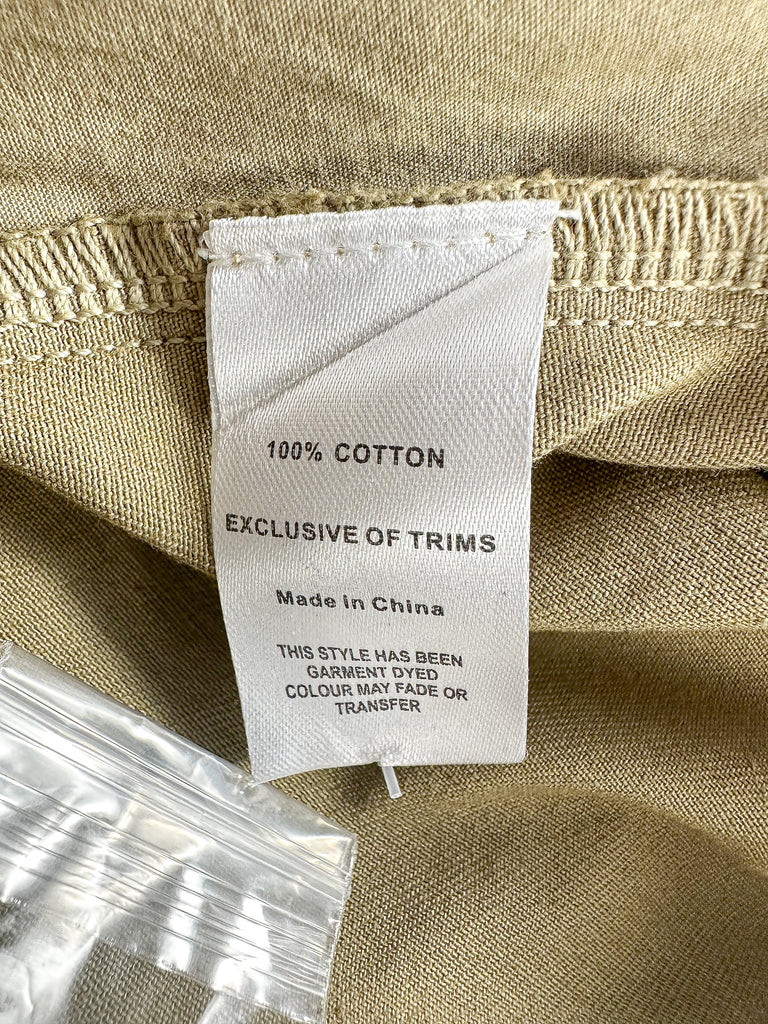 100% COTTON
EXCLUSIVE OF TRIMS
Made in China
THIS STYLE HAS BEEN
GARMENT DYED
COLOUR MAY FADE OR
TRANSFER